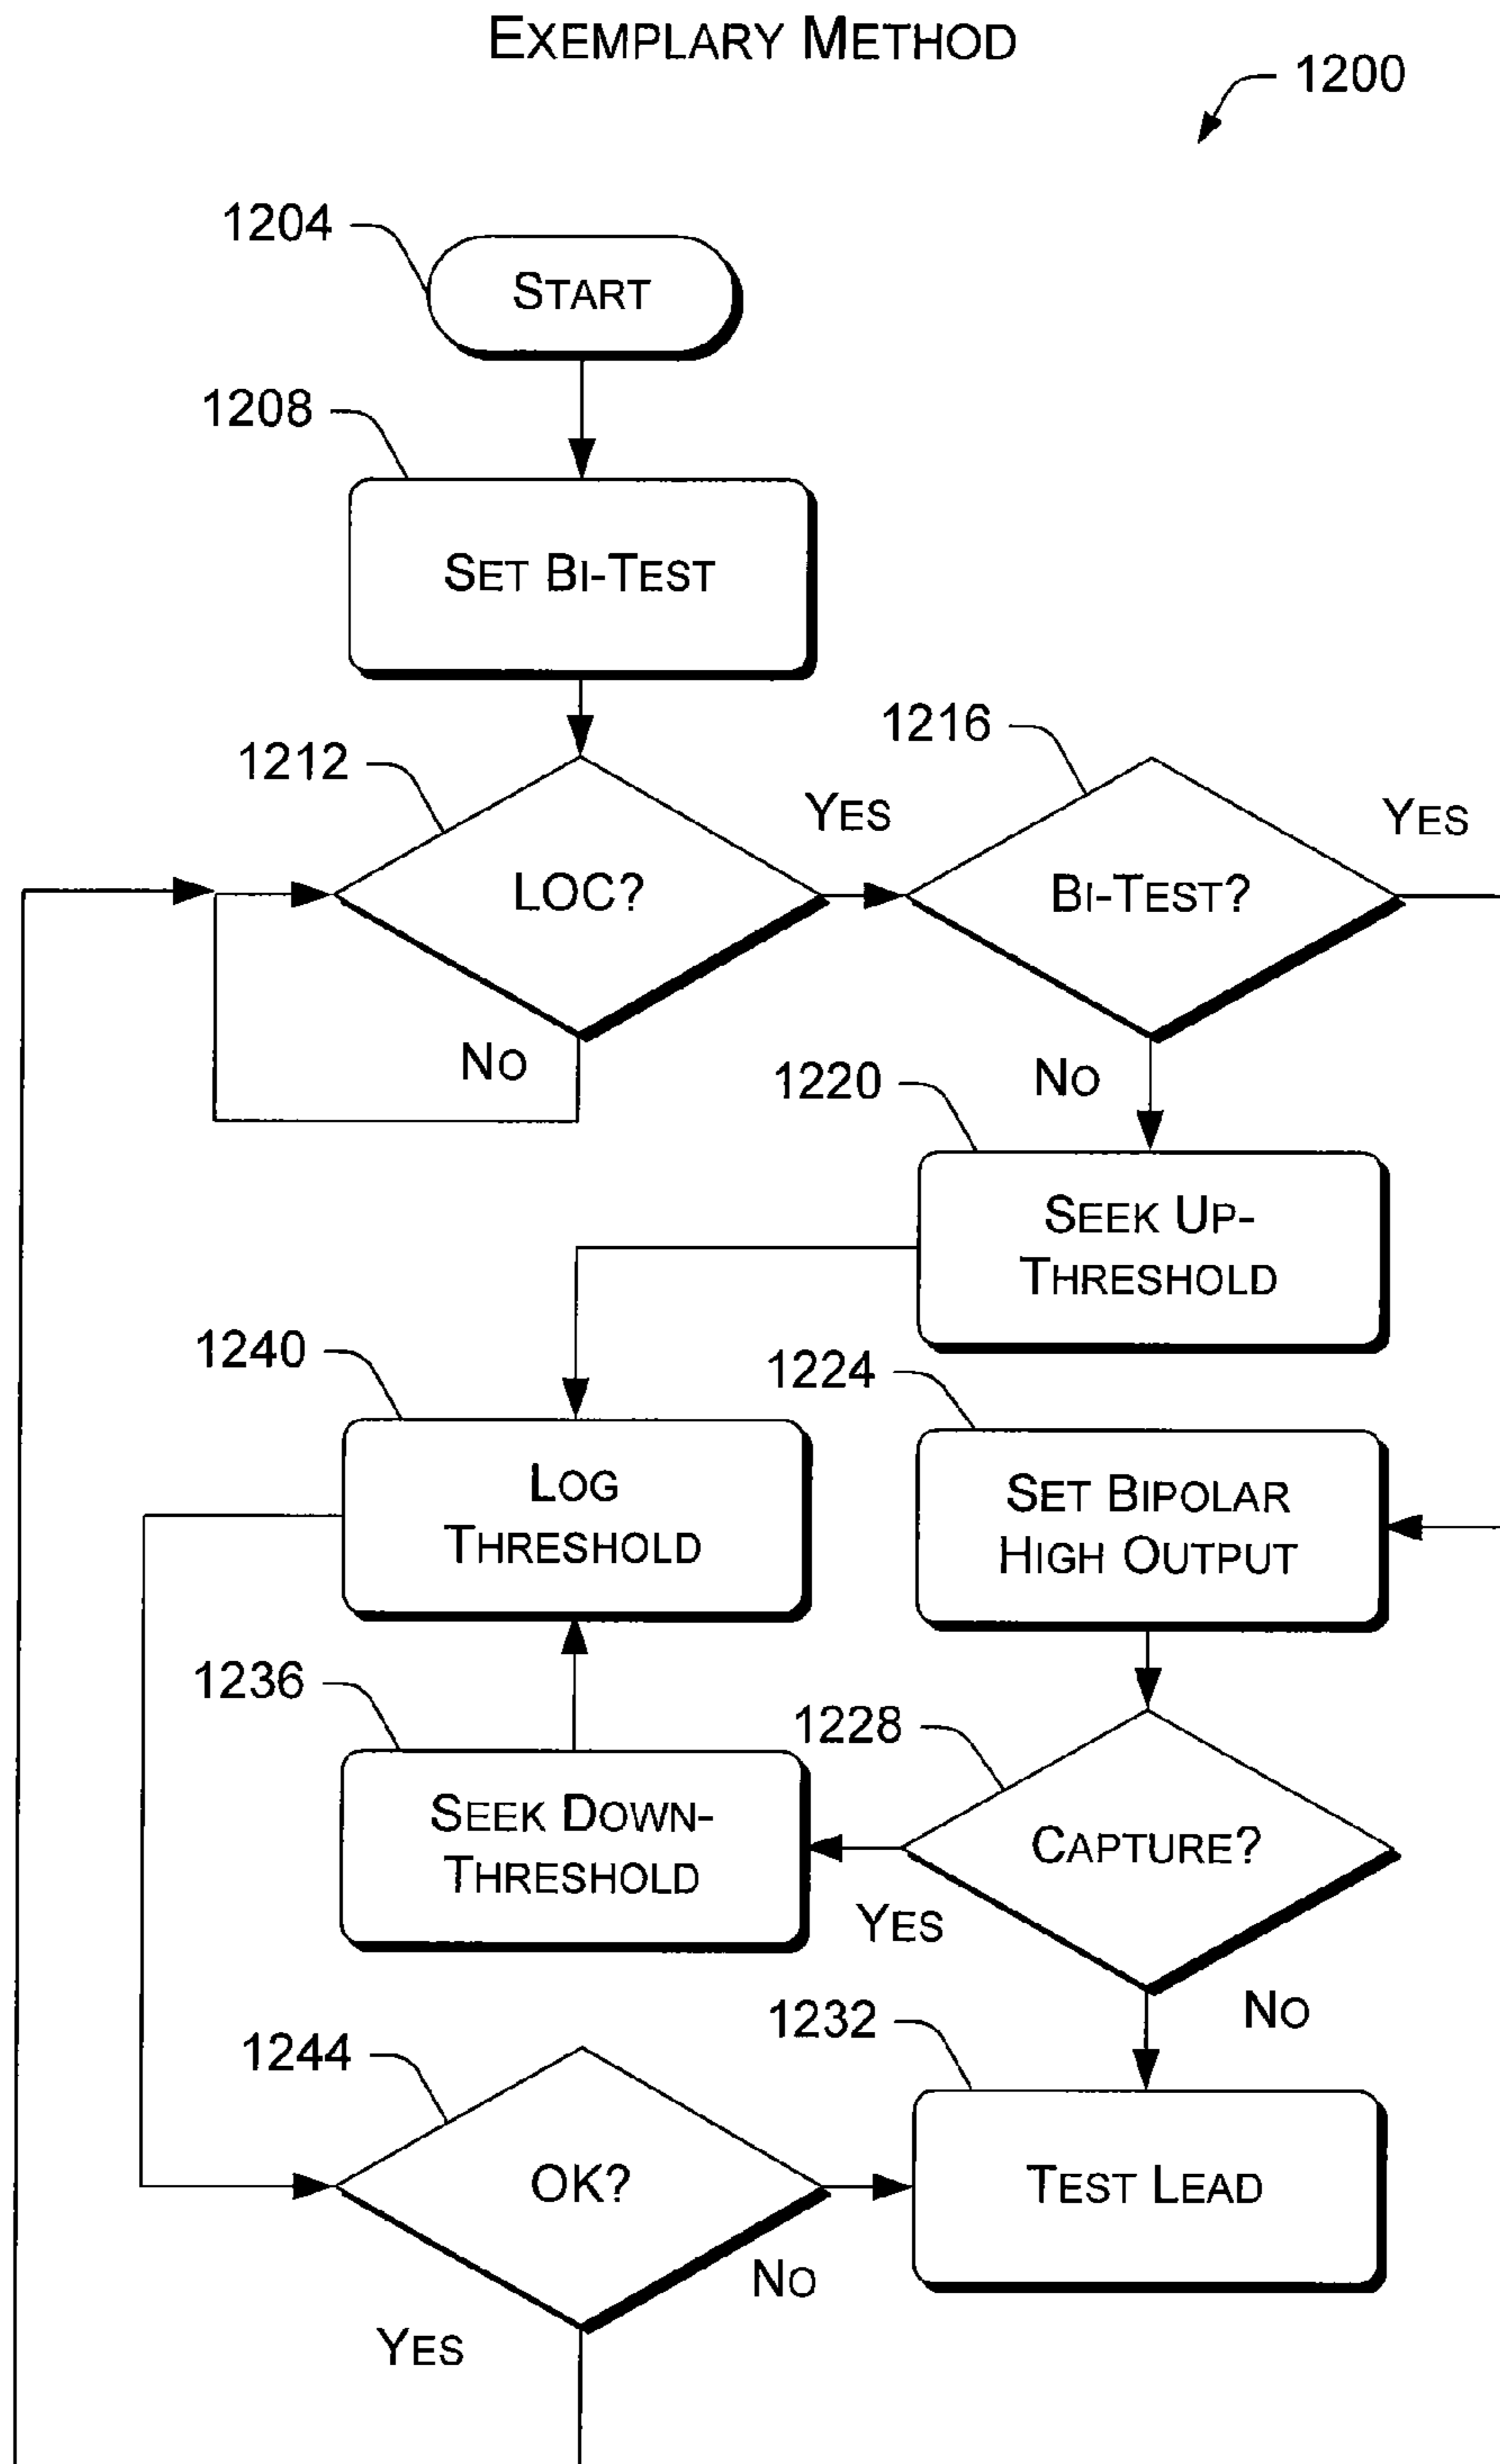 EXEMPLARY METHOD
1200
1204
START
1208
SET BI-TEST
1216
1212
YES
YES
LOC?
BI-TEST?
NO
1220
NO
SEEK UP-
THRESHOLD
1240
1224
LOG
THRESHOLD
SET BIPOLAR
HIGH OUTPUT
1236
1228
SEEK DOWN-
THRESHOLD
CAPTURE?
YES
1232
NO
1244
OK?
TEST LEAD
NO
YES